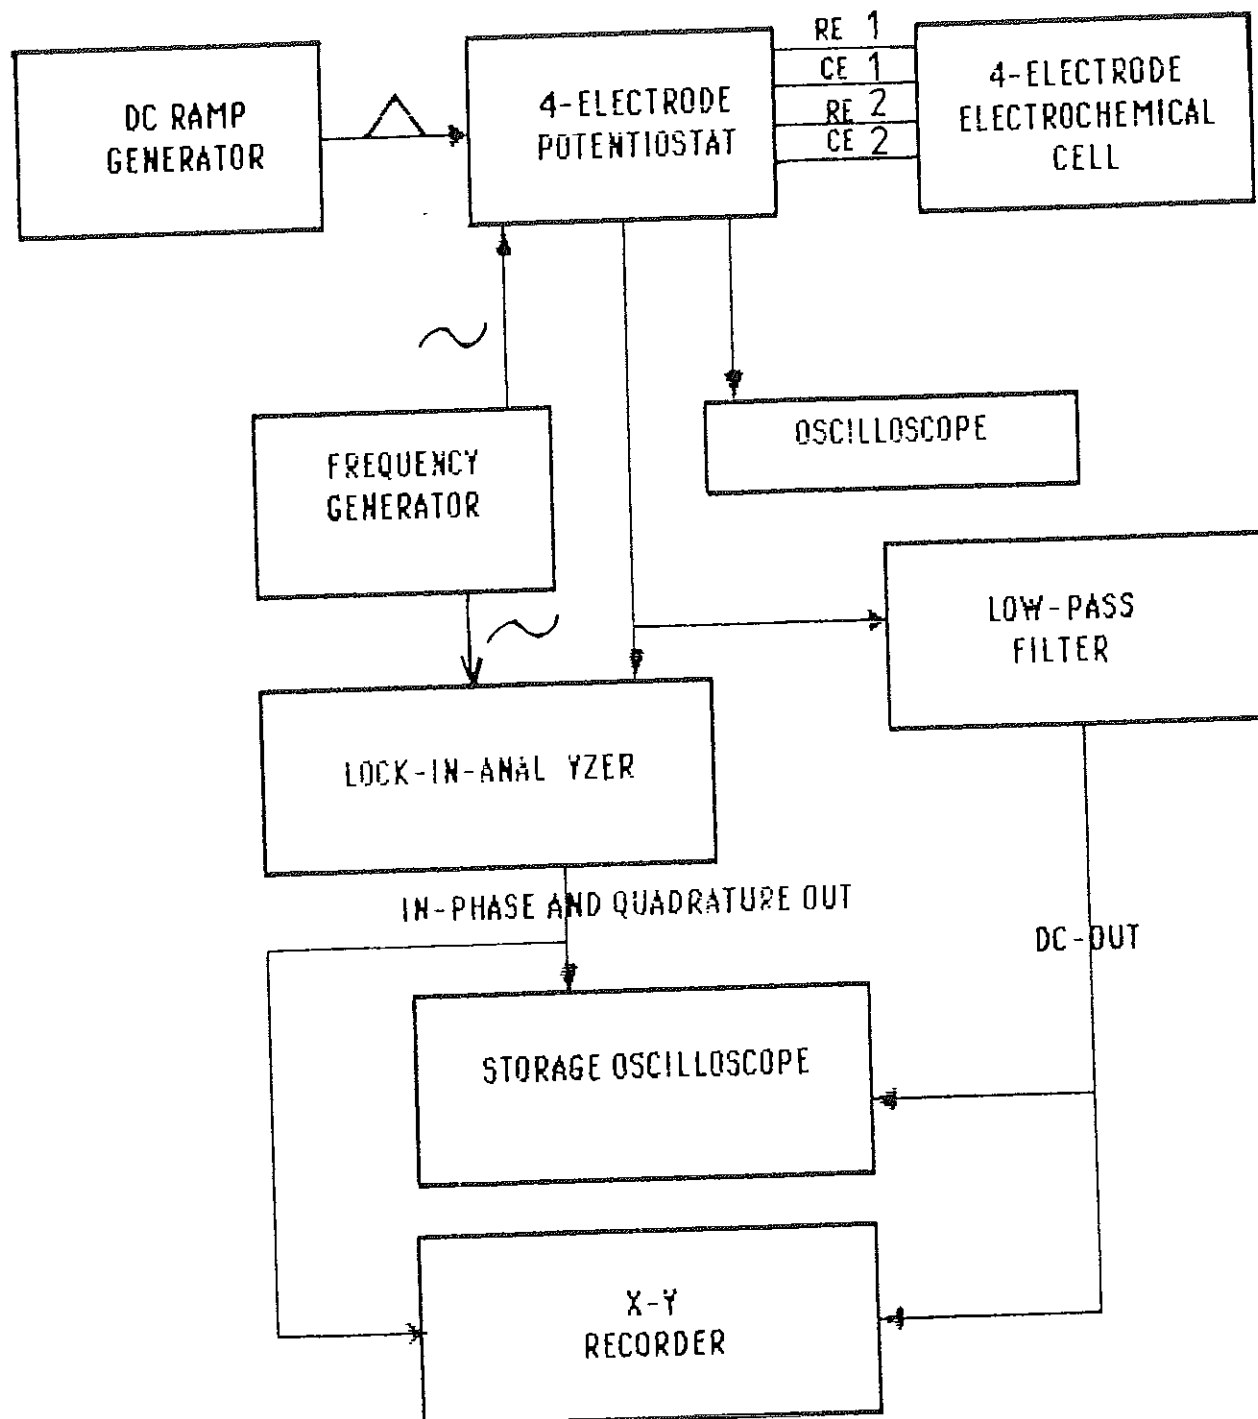 DC RAMP
GENERATOR
4-ELECTRODE
POTENTIOSTAT
RE 1
CE 1
RE 2
CE 2
4-ELECTRODE
ELECTROCHEMICAL
CELL
FREQUENCY
GENERATOR
OSCILLOSCOPE
LOW-PASS
FILTER
LOCK-IN-ANAL YZER
IN-PHASE AND QUADRATURE OUT
DC-OUT
STORAGE OSCILLOSCOPE
X-Y
RECORDER